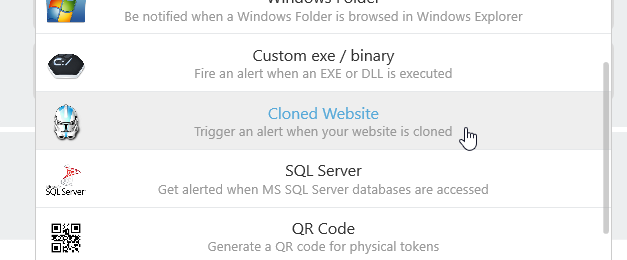 Windows Folder
Be notified when a Windows Folder is browsed in Windows Explorer
C:/
Custom exe / binary
Fire an alert when an EXE or DLL is executed
Cloned Website
Trigger an alert when your website is cloned
SQL Server
SQL Server
Get alerted when MS SQL Server databases are accessed
QR Code
Generate a QR code for physical tokens